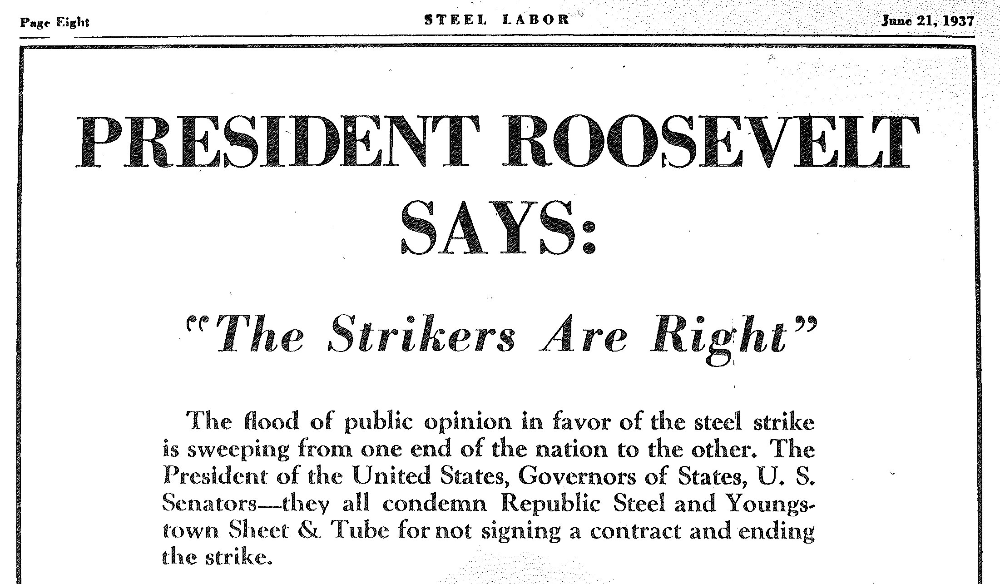 Page Eight
STEEL LABOR
June 21, 1937
PRESIDENT ROOSEVELT
SAYS:
“The Strikers Are Right”
The flood of public opinion in favor of the steel strike
is sweeping from one end of the nation to the other. The
President of the United States, Governors of States, U. S.
Senators—they all condemn Republic Steel and Youngs-
town Sheet & Tube for not signing a contract and ending
the strike.